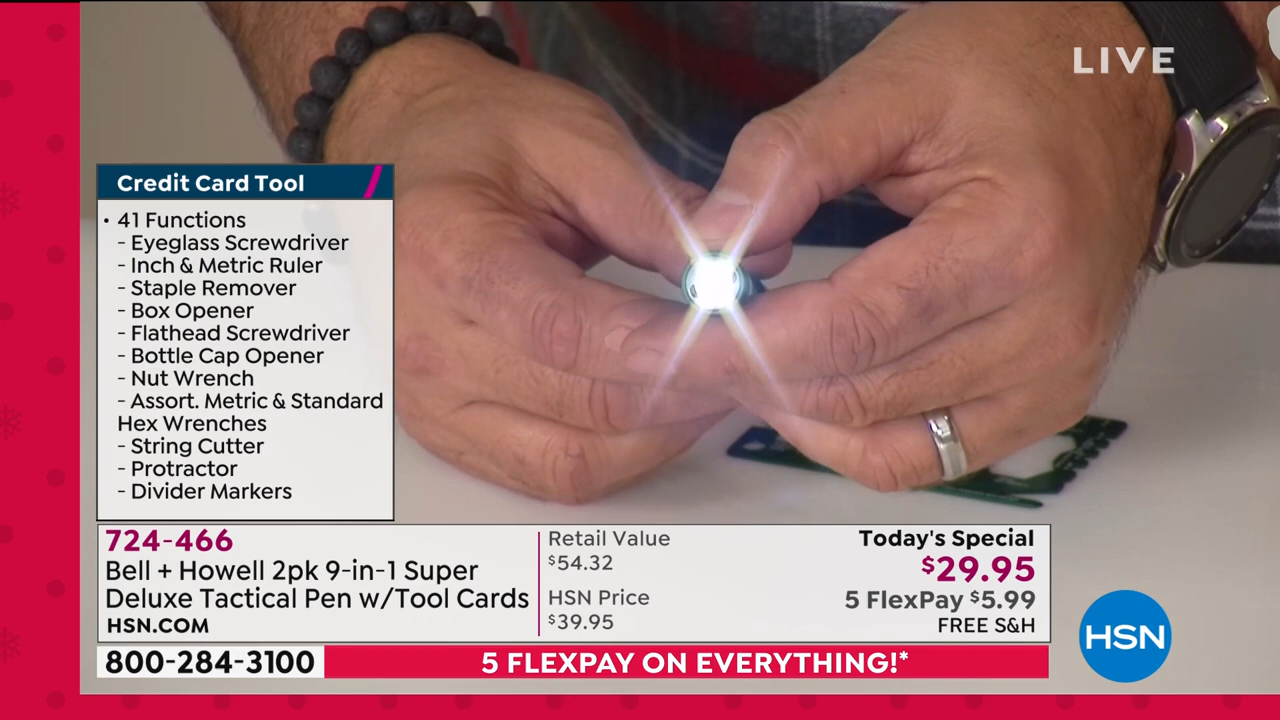 LIVE
Credit Card Tool
• 41 Functions
- Eyeglass Screwdriver
- Inch & Metric Ruler
- Staple Remover
- Box Opener
- Flathead Screwdriver
- Bottle Cap Opener
- Nut Wrench
- Assort. Metric & Standard
Hex Wrenches
- String Cutter
- Protractor
- Divider Markers
724-466
Bell + Howell 2pk 9-in-1 Super
Deluxe Tactical Pen w/Tool Cards
HSN.COM
Retail Value
$54.32
HSN Price
$39.95
Today's Special
$29.95
5 FlexPay $5.99
FREE S&H
HSN
800-284-3100
5 FLEXPAY ON EVERYTHING!*